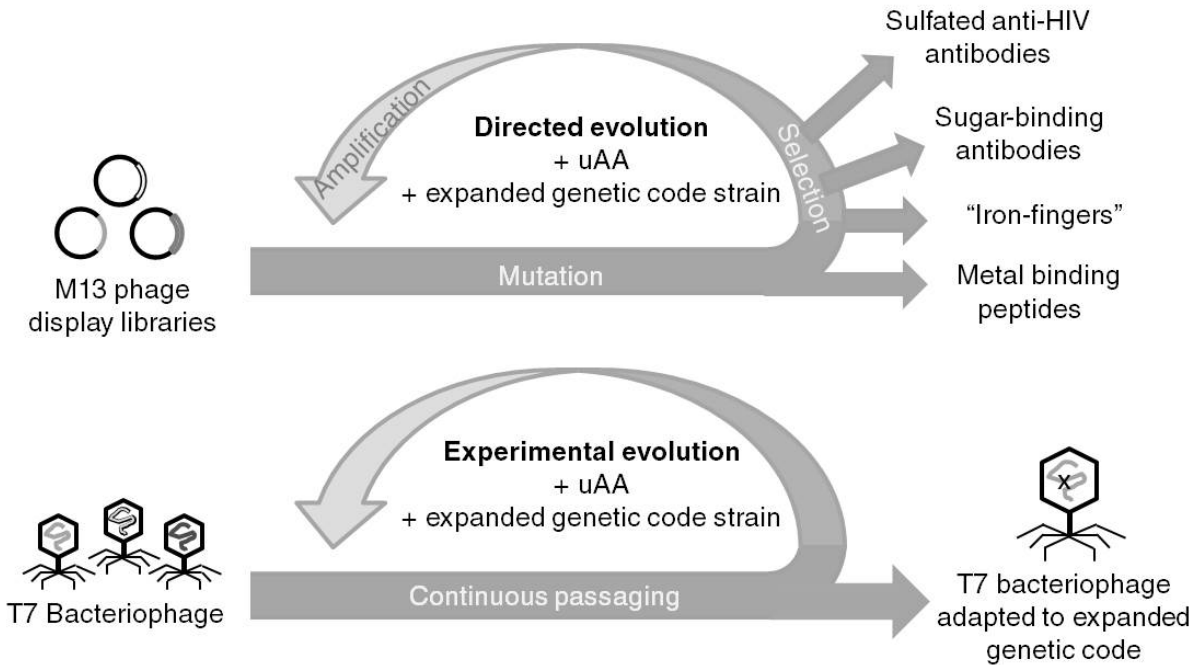 Sulfated anti-HIV
antibodies
Amplification
Directed evolution
+ uAA
+ expanded genetic code strain
Selection
Sugar-binding
antibodies
“Iron-fingers”
Mutation
Metal binding
peptides
M13 phage
display libraries
Experimental evolution
+ uAA
+ expanded genetic code strain
X
Continuous passaging
T7 Bacteriophage
T7 bacteriophage
adapted to expanded
genetic code